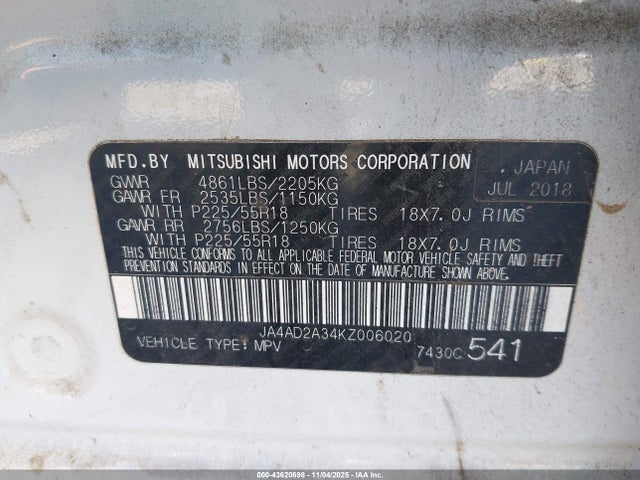 MFD.BY MITSUBISHI MOTORS CORPORATION . JAPAN
GVWR 4861LBS/2205KG JUL 2018
GAWR FR 2535LBS/1150KG
WITH P225/55R18 TIRES 18X7.0J RIMS
GAWR RR 2756LBS/1250KG
WITH P225/55R18 TIRES 18X7.0J RIMS
THIS VEHICLE CONFORMS TO ALL APPLICABLE FEDERAL MOTOR VEHICLE SAFETY AND THEFT
PREVENTION STANDARDS IN EFFECT ON THE DATE OF MANUFACTURE SHOWN ABOVE.
JA4AD2A34KZ006020
VEHICLE TYPE: MPV 7430C 541
000-43620698 - 11/04/2025 - IAAI, Inc.